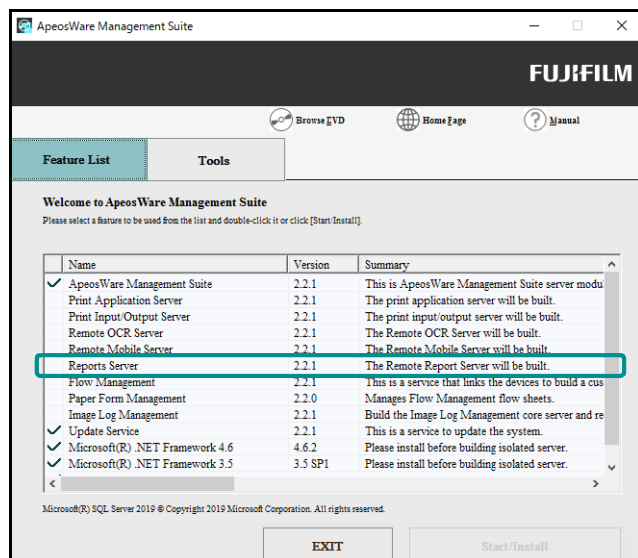 ApeosWare Management Suite
FUJIFILM
Browse DVD Home Page Manual
Feature List Tools
Welcome to ApeosWare Management Suite
Please select a feature to be used from the list and double-click it or click [Start/Install].
Name Version Summary
ApeosWare Management Suite 2.2.1 This is ApeosWare Management Suite server modu
Print Application Server 2.2.1 The print application server will be built.
Print Input/Output Server 2.2.1 The print input/output server will be built.
Remote OCR Server 2.2.1 The Remote OCR Server will be built.
Remote Mobile Server 2.2.1 The Remote Mobile Server will be built.
Reports Server 2.2.1 The Remote Report Server will be built.
Flow Management 2.2.1 This is a service that links the devices to build a cus
Paper Form Management 2.2.0 Manages Flow Management flow sheets.
Image Log Management 2.2.1 Build the Image Log Management core server and re
Update Service 2.2.1 This is a service to update the system.
Microsoft(R) .NET Framework 4.6 4.6.2 Please install before building isolated server.
Microsoft(R) .NET Framework 3.5 3.5 SP1 Please install before building isolated server.
Microsoft(R) SQL Server 2019 © Copyright 2019 Microsoft Corporation. All rights reserved.
EXIT Start/Install